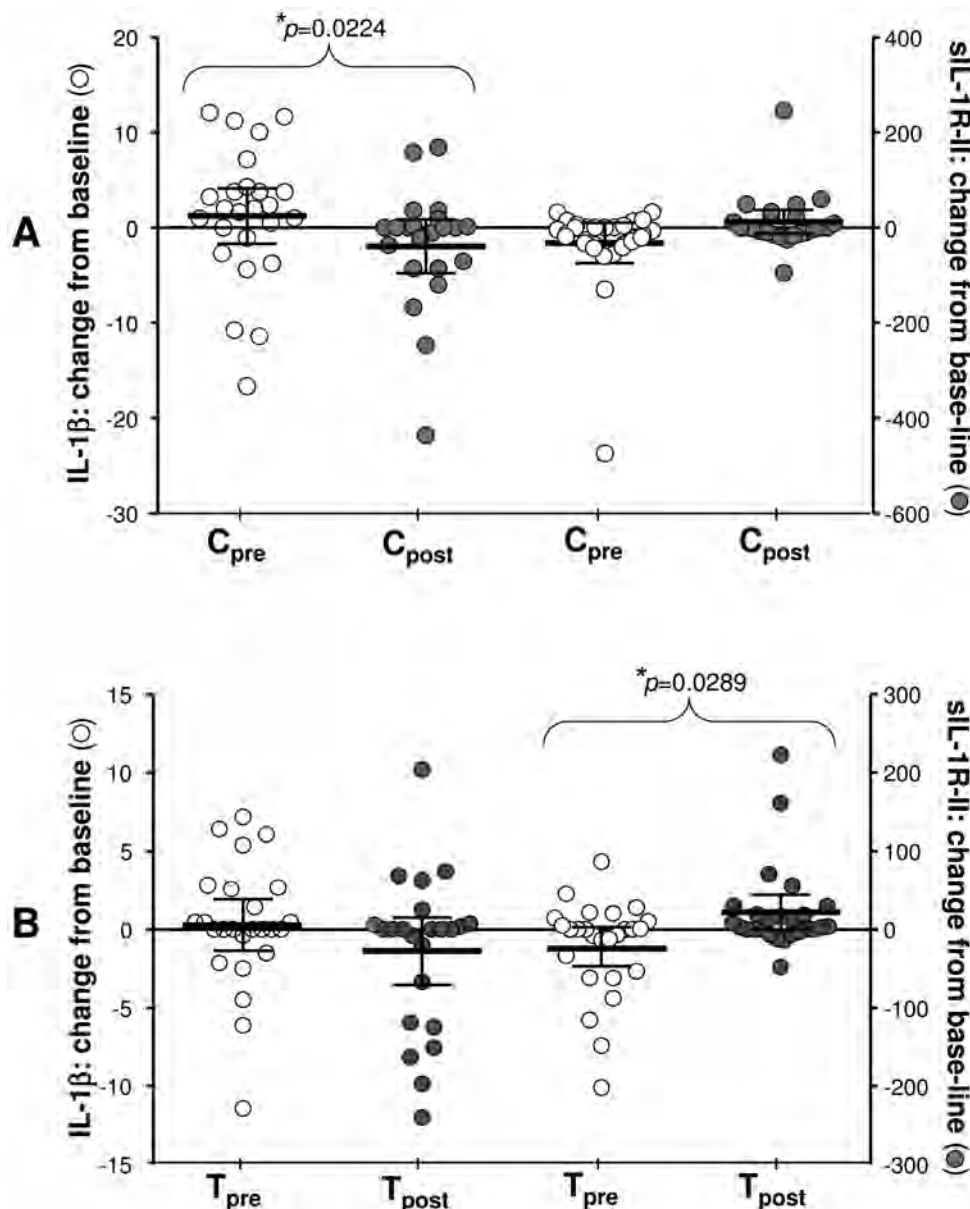 *p=0.0224
A
IL-1β: change from baseline (○)
20
10
0
-10
-20
-30
400
200
0
-200
-400
-600
sIL-1R-II: change from base-line (●)
Cpre
Cpost
Cpre
Cpost
*p=0.0289
B
IL-1β: change from baseline (○)
15
10
5
0
-5
-10
-15
300
200
100
0
-100
-200
-300
sIL-1R-II: change from base-line (●)
Tpre
Tpost
Tpre
Tpost